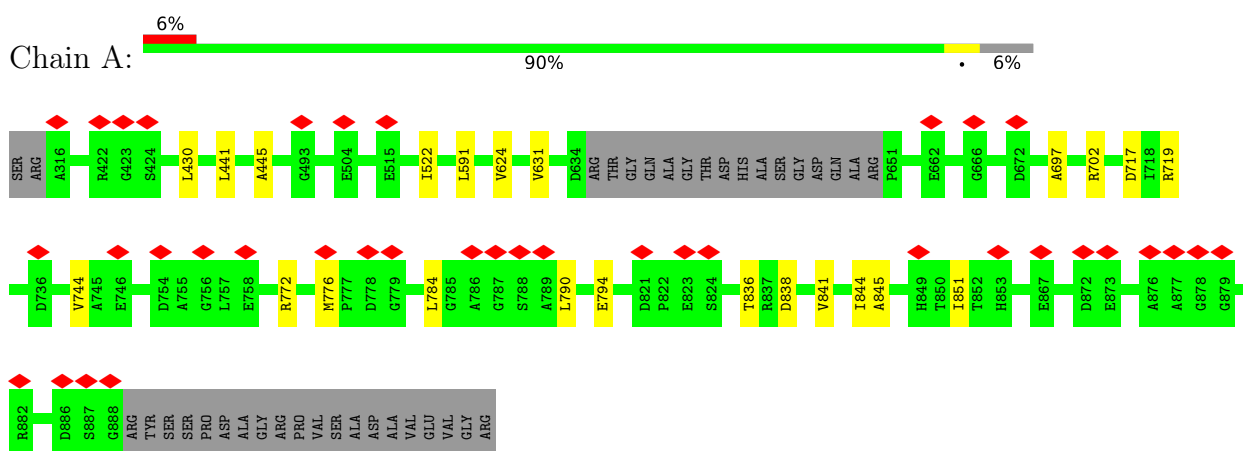 6%
Chain A:
90% • 6%
SER ARG A316 R422 G423 S424 L430 L441 A445 G493 E504 E515 I522 L591 V624 V631 D634 ARG THR GLY GLN ALA GLY THR ASP HIS ALA SER GLY ASP GLN ALA ARG P651 E662 G666 D672 A697 R702 D717 I718 R719
D736 V744 A745 E746 D754 A755 G756 L757 E758 R772 M776 P777 D778 G779 L784 G785 A786 G787 S788 A789 L790 E794 D821 P822 E823 S824 T836 R837 D838 V841 I844 A845 H849 T850 I851 T852 H853 E867 D872 E873 A876 A877 G878 G879
R882 D886 S887 G888 ARG TYR SER SER PRO ASP ALA GLY ARG PRO VAL SER ALA ASP ALA VAL GLU VAL GLY ARG